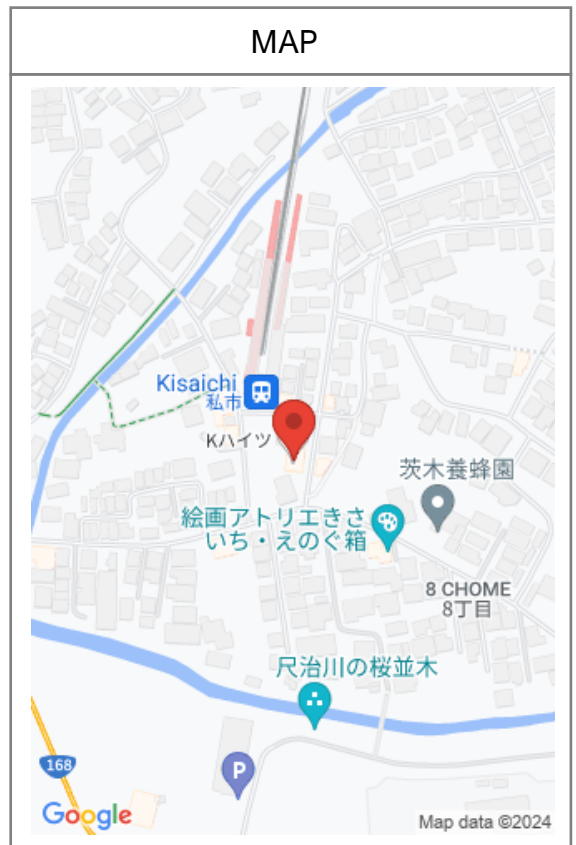 MAP
Kisaichi
私市
Kハイツ
茨木養蜂園
絵画アトリエきさ
いち・えのぐ箱
8 CHOME
8丁目
尺治川の桜並木
168
P
Google
Map data ©2024